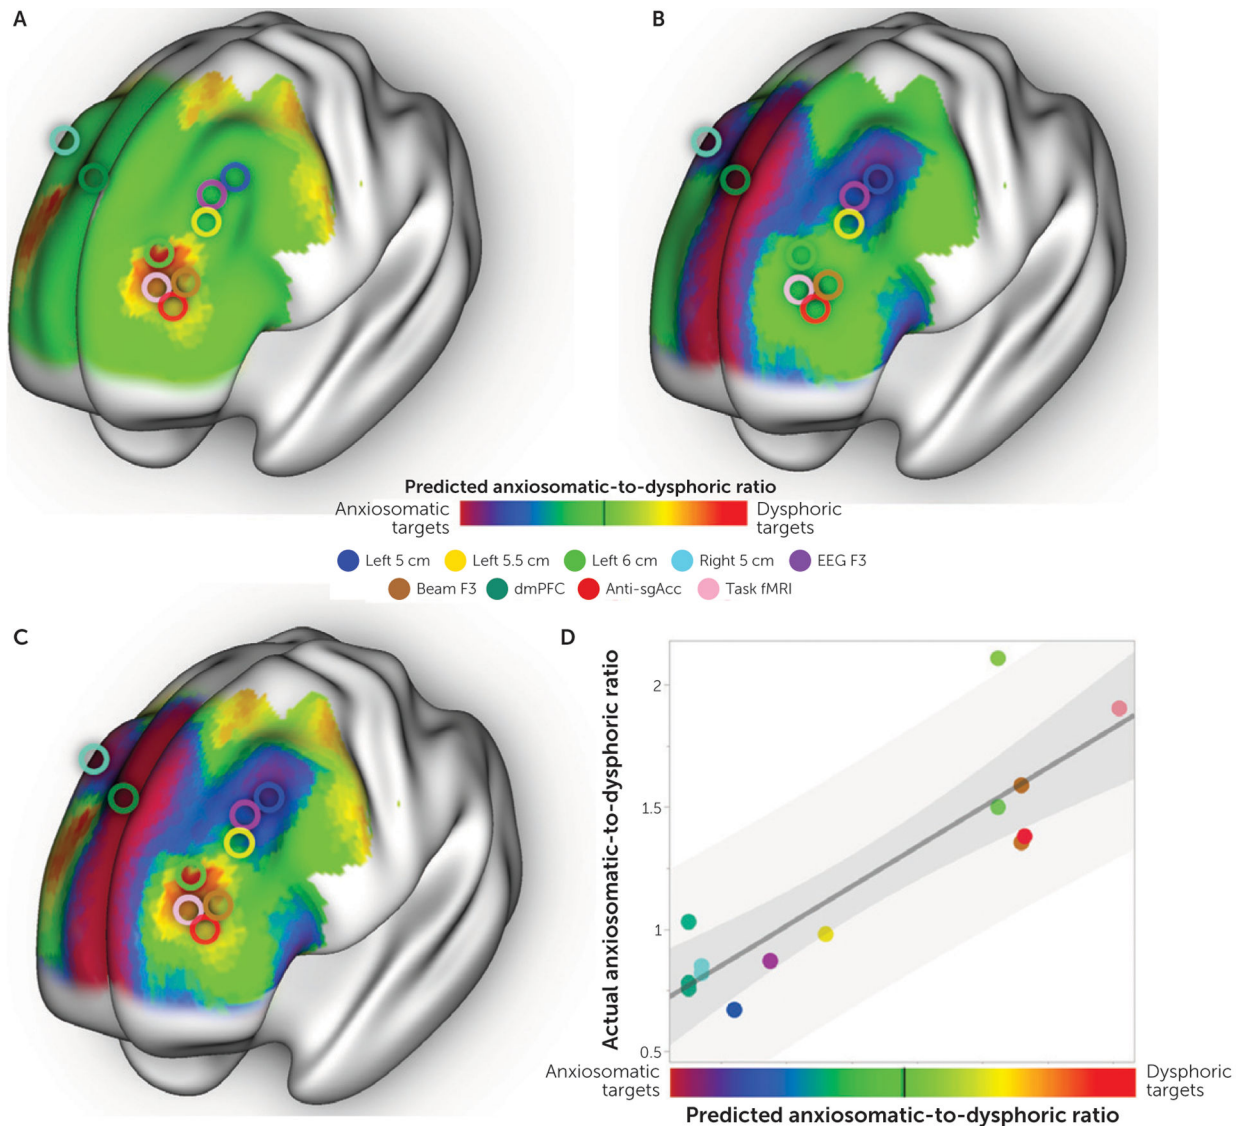 A
B
Predicted anxiosomatic-to-dysphoric ratio
Anxiosomatic
targets
Dysphoric
targets
Left 5 cm
Left 5.5 cm
Left 6 cm
Right 5 cm
EEG F3
Beam F3
dmPFC
Anti-sgAcc
Task fMRI
C
D
Actual anxiosomatic-to-dysphoric ratio
2
1.5
1
0.5
Anxiosomatic
targets
Dysphoric
targets
Predicted anxiosomatic-to-dysphoric ratio